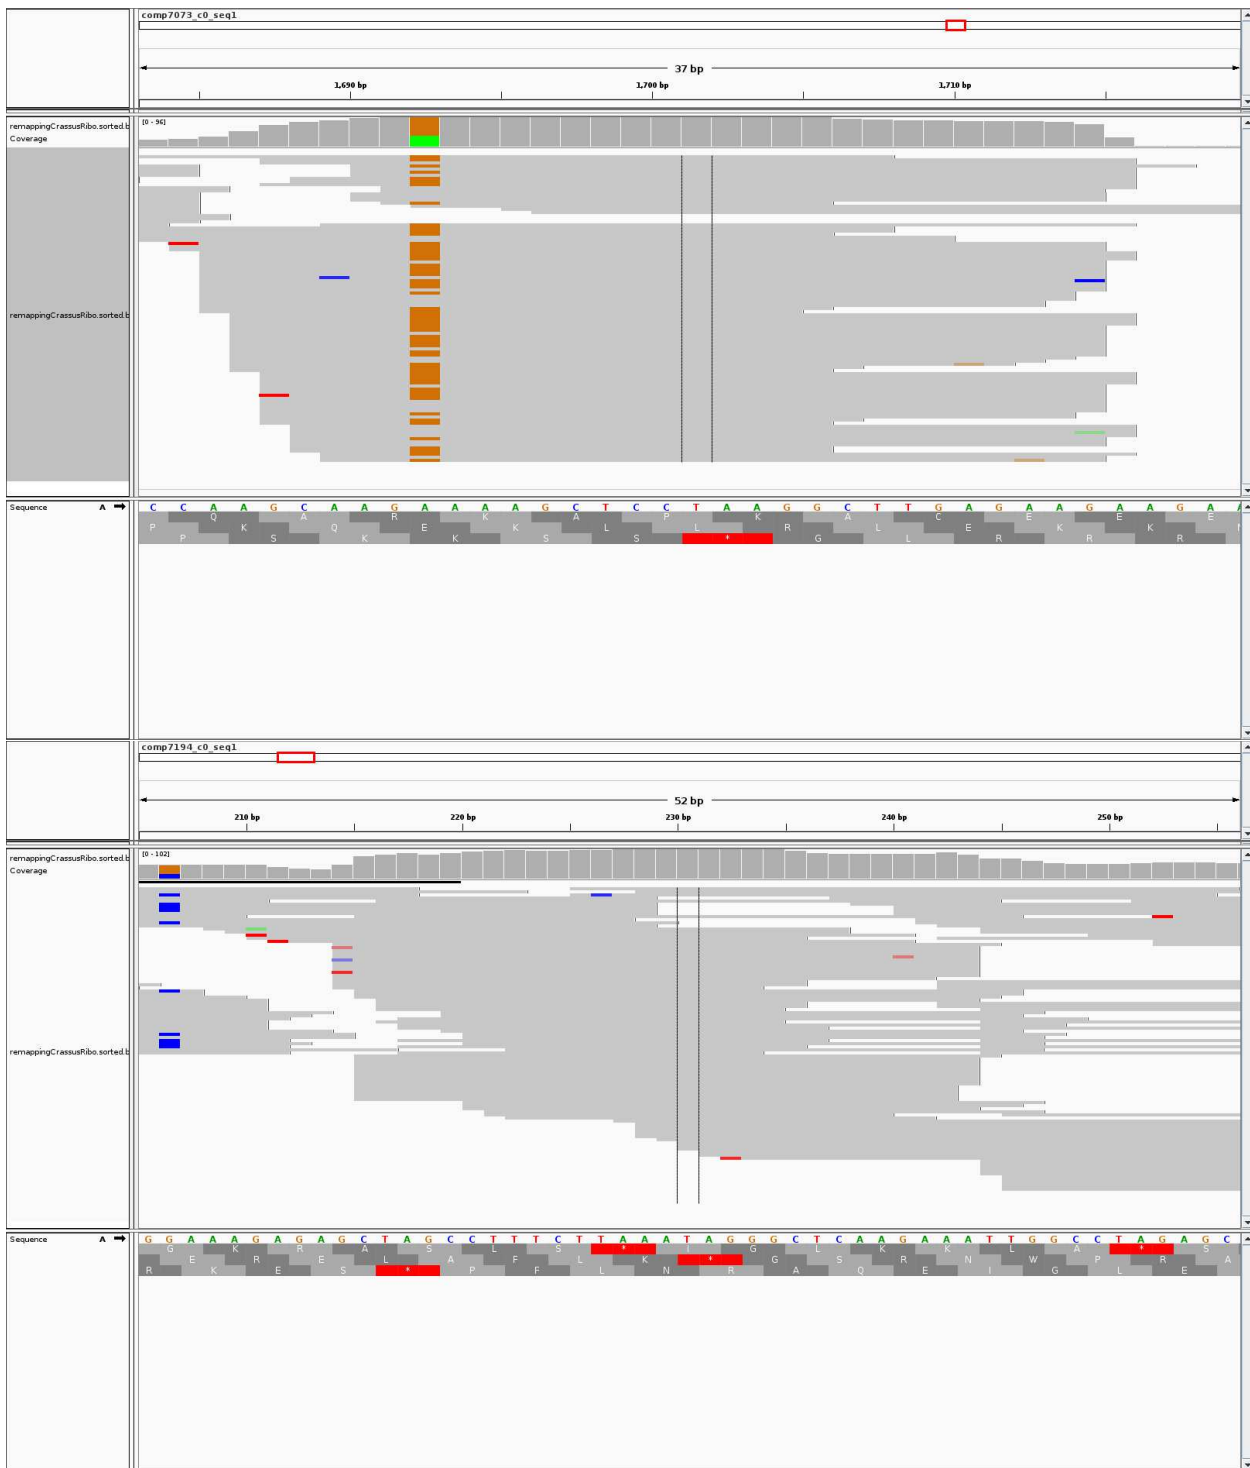 comp7073_c0_seq1
37 bp
1,690 bp 1,700 bp 1,710 bp
remappingCrassusRibo.sorted.b
Coverage
[0 - 96]
remappingCrassusRibo.sorted.b
Sequence A
C C A A G C A A G A A A A G C T C C T A A G G C T T G A G A A G A A G A A
Q A R K A P K A C E E E
P K Q E K L L R L E K K
P S K K S S * G L R R R
comp7194_c0_seq1
52 bp
210 bp 220 bp 230 bp 240 bp 250 bp
remappingCrassusRibo.sorted.b
Coverage
[0 - 102]
remappingCrassusRibo.sorted.b
Sequence A
G G A A A G A G A G C T A G C C T T T C T T A A A T A G G G C T C A A G A A A T T G G C C T A G A G C
G K R A S L S * I G L K K L A * S
E R E L A F L K * G S R N W P R A
R K E S * P F L N R A Q E I G L E